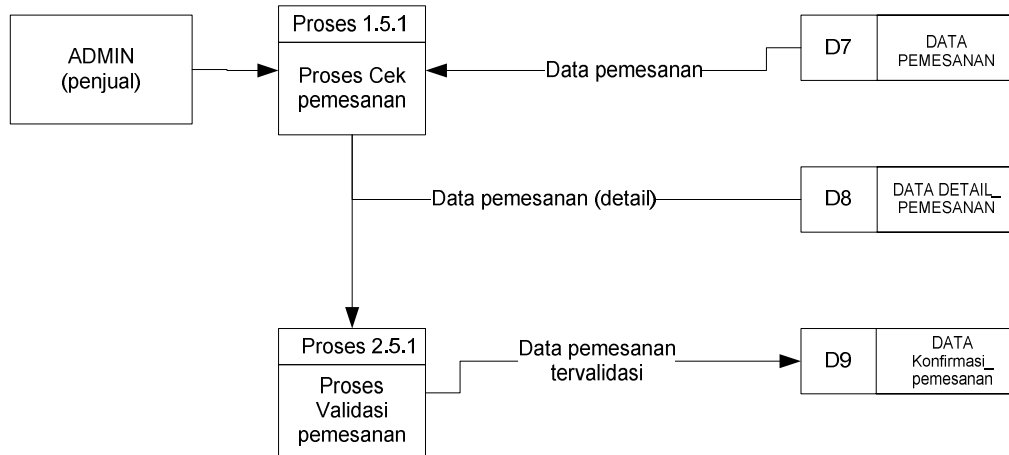 Proses 1.5.1
ADMIN
(penjual)
Proses Cek
pemesanan
Data pemesanan
D7
DATA
PEMESANAN
Data pemesanan (detail)
D8
DATA DETAIL_
PEMESANAN
Proses 2.5.1
Proses
Validasi
pemesanan
Data pemesanan
tervalidasi
D9
DATA
Konfirmasi_
pemesanan